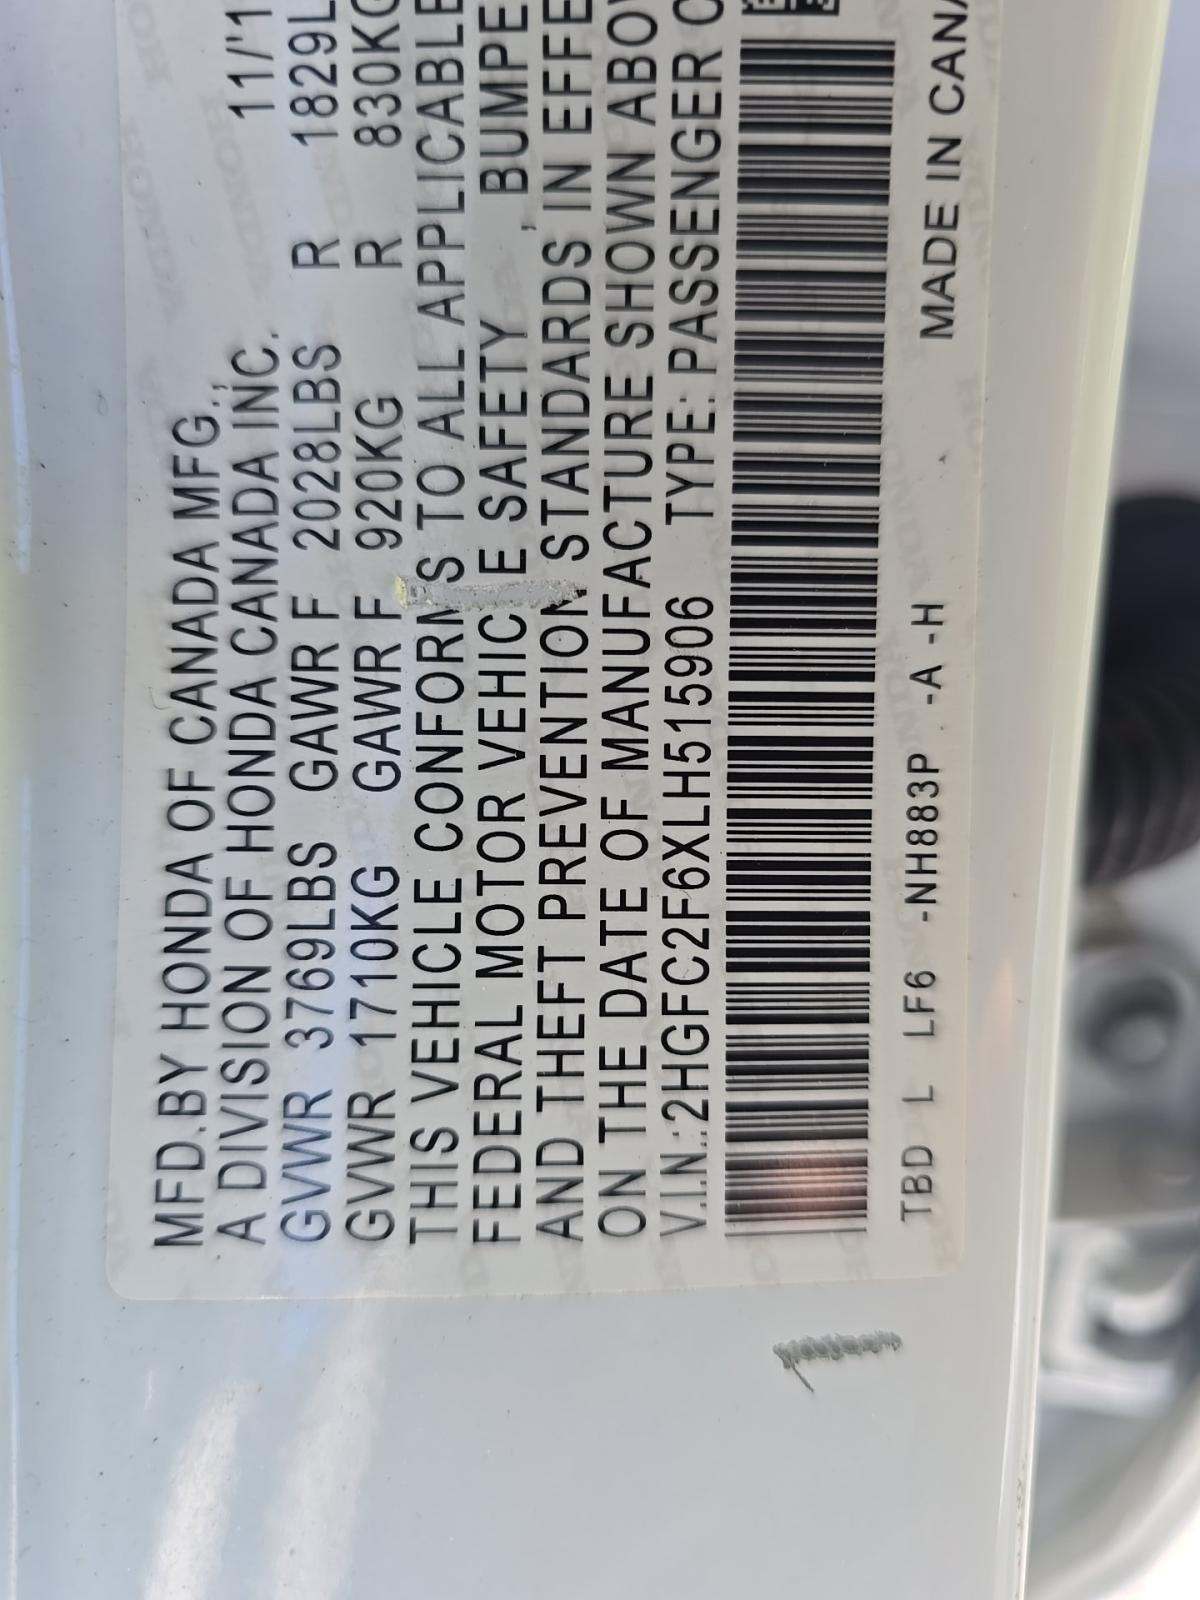 MFD.BY HONDA OF CANADA MFG., 11/'1
A DIVISION OF HONDA CANADA INC.
GVWR 3769LBS GAWR F 2028LBS R 1829L
GVWR 1710KG GAWR F 920KG R 830KG
THIS VEHICLE CONFORMS TO ALL APPLICABLE
FEDERAL MOTOR VEHICLE SAFETY , BUMPE
AND THEFT PREVENTION STANDARDS IN EFFE
ON THE DATE OF MANUFACTURE SHOWN ABOV
V.I.N.:2HGFC2F6XLH515906 TYPE: PASSENGER C
TBD L LF6 -NH883P -A -H MADE IN CANA